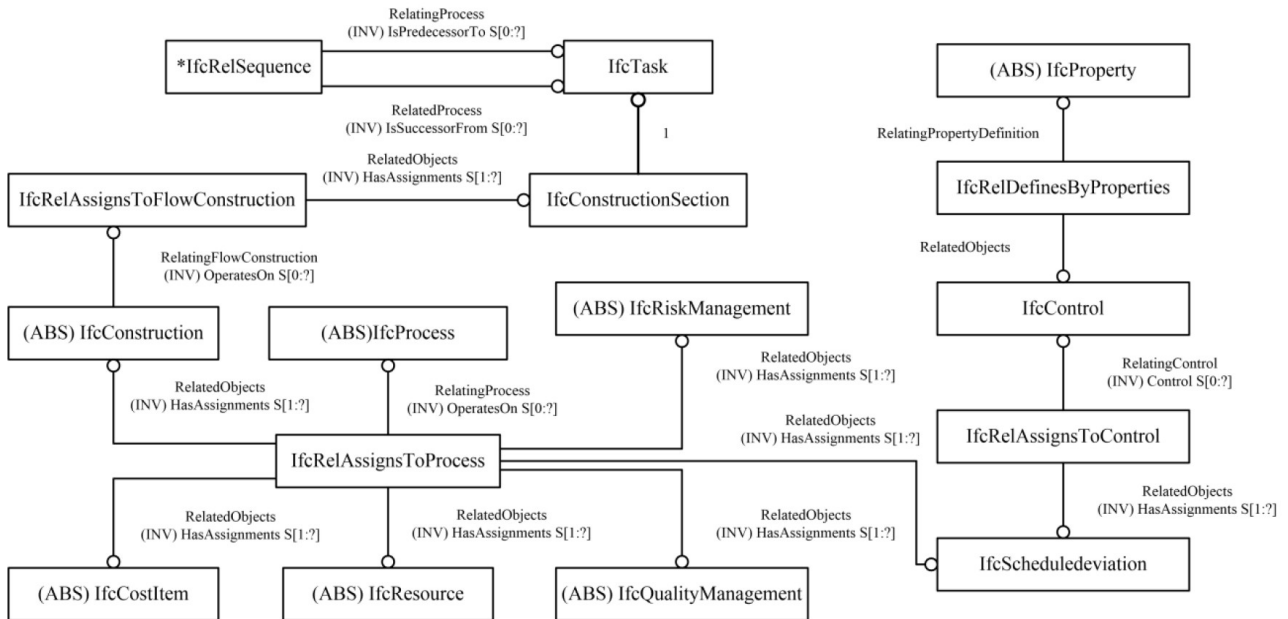 RelatingProcess
(INV) IsPredecessorTo S[0:?]
*IfcRelSequence
IfcTask
(ABS) IfcProperty
RelatedProcess
(INV) IsSuccessorFrom S[0:?]
1
RelatingPropertyDefinition
RelatedObjects
(INV) HasAssignments S[1:?]
IfcRelAssignsToFlowConstruction
IfcConstructionSection
IfcRelDefinesByProperties
RelatingFlowConstruction
(INV) OperatesOn S[0:?]
RelatedObjects
(ABS) IfcConstruction
(ABS)IfcProcess
(ABS) IfcRiskManagement
IfcControl
RelatedObjects
(INV) HasAssignments S[1:?]
RelatingProcess
(INV) OperatesOn S[0:?]
RelatedObjects
(INV) HasAssignments S[1:?]
RelatingControl
(INV) Control S[0:?]
RelatedObjects
(INV) HasAssignments S[1:?]
IfcRelAssignsToProcess
IfcRelAssignsToControl
RelatedObjects
(INV) HasAssignments S[1:?]
RelatedObjects
(INV) HasAssignments S[1:?]
RelatedObjects
(INV) HasAssignments S[1:?]
RelatedObjects
(INV) HasAssignments S[1:?]
(ABS) IfcCostItem
(ABS) IfcResource
(ABS) IfcQualityManagement
IfcScheduledeviation